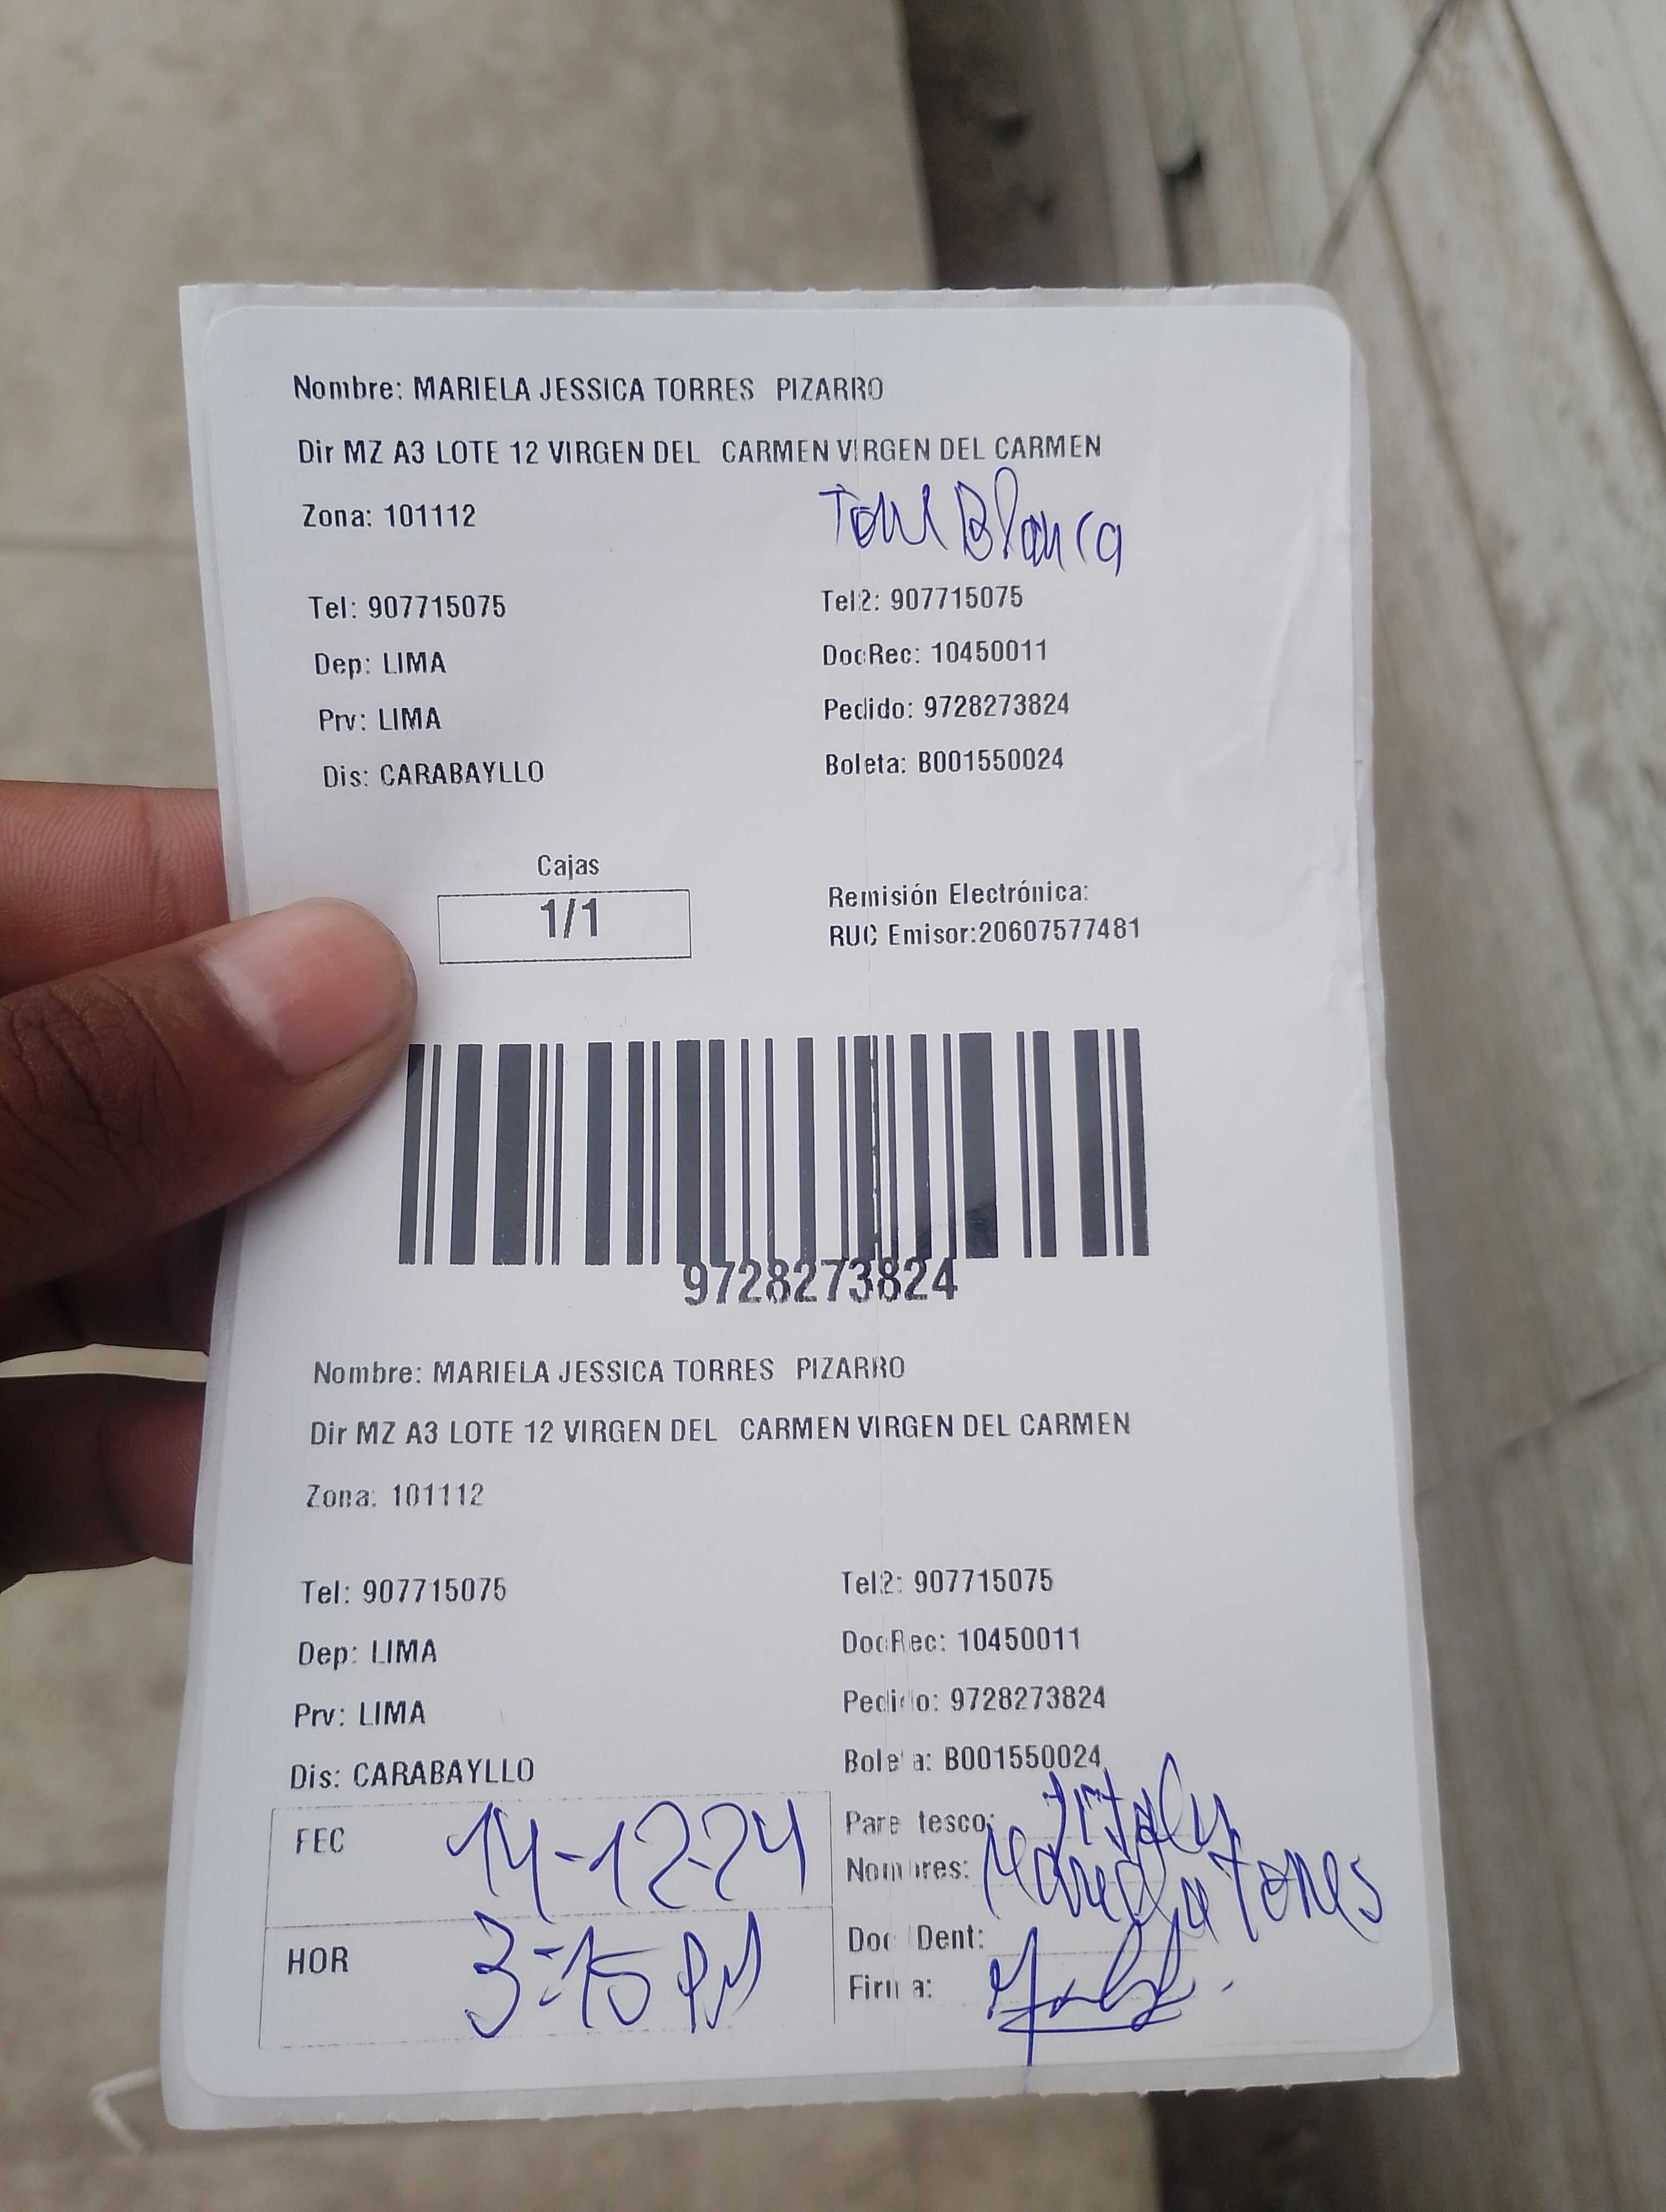 Nombre: MARIELA JESSICA TORRES PIZARRO
Dir MZ A3 LOTE 12 VIRGEN DEL CARMEN VIRGEN DEL CARMEN
Zona: 101112
Blanca
Tel: 907715075 Tel2: 907715075
Dep: LIMA DocRec: 10450011
Prv: LIMA Pedido: 9728273824
Dis: CARABAYLLO Boleta: B001550024
Cajas
1/1
Remisión Electrónica:
RUC Emisor:20607577481
9728273824
Nombre: MARIELA JESSICA TORRES PIZARRO
Dir MZ A3 LOTE 12 VIRGEN DEL CARMEN VIRGEN DEL CARMEN
Zona: 101112
Tel: 907715075 Tel2: 907715075
Dep: LIMA DocRec: 10450011
Prv: LIMA Pedido: 9728273824
Dis: CARABAYLLO Boleta: B001550024
FEC 14-12-24
HOR 3:15 PM
Parentesco:
Nombres: Mariela Torres
Doc Dent:
Firma: